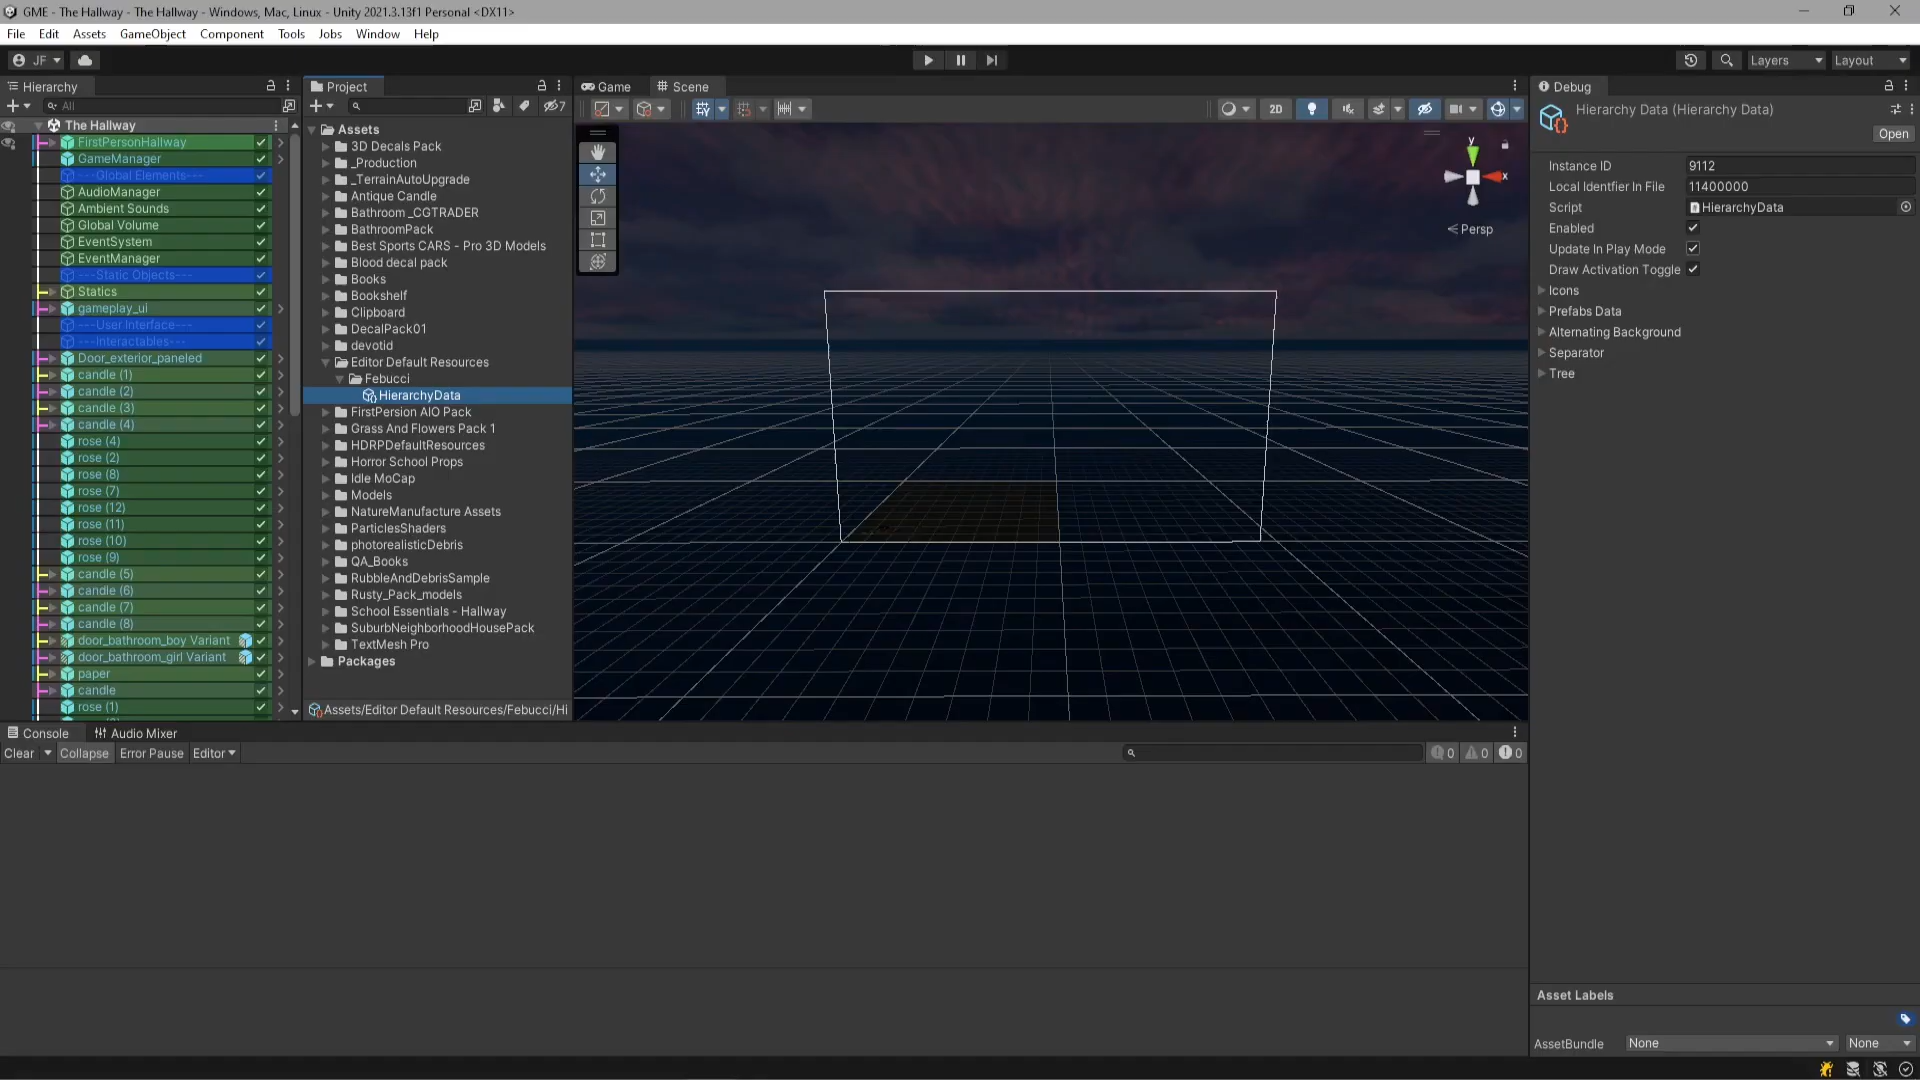 GME - The Hallway - The Hallway - Windows, Mac, Linux - Unity 2021.3.13f1 Personal <DX11>
File Edit Assets GameObject Component Tools Jobs Window Help
JF
Layers Layout
Hierarchy
All
The Hallway
FirstPersonHallway
GameManager
---Global Elements---
AudioManager
Ambient Sounds
Global Volume
EventSystem
EventManager
---Static Objects---
Statics
gameplay_ui
---User Interface---
---Interactables---
Door_exterior_paneled
candle (1)
candle (2)
candle (3)
candle (4)
rose (4)
rose (2)
rose (8)
rose (7)
rose (12)
rose (11)
rose (10)
rose (9)
candle (5)
candle (6)
candle (7)
candle (8)
door_bathroom_boy Variant
door_bathroom_girl Variant
paper
candle
rose (1)
Project
7
Assets
3D Decals Pack
_Production
_TerrainAutoUpgrade
Antique Candle
Bathroom _CGTRADER
BathroomPack
Best Sports CARS - Pro 3D Models
Blood decal pack
Books
Bookshelf
Clipboard
DecalPack01
devotid
Editor Default Resources
Febucci
HierarchyData
FirstPersion AIO Pack
Grass And Flowers Pack 1
HDRPDefaultResources
Horror School Props
Idle MoCap
Models
NatureManufacture Assets
ParticlesShaders
photorealisticDebris
QA_Books
RubbleAndDebrisSample
Rusty_Pack_models
School Essentials - Hallway
SuburbNeighborhoodHousePack
TextMesh Pro
Packages
Assets/Editor Default Resources/Febucci/Hi
Game Scene
2D
y
x
Persp
Debug
Hierarchy Data (Hierarchy Data)
Open
Instance ID 9112
Local Identfier In File 11400000
Script HierarchyData
Enabled
Update In Play Mode
Draw Activation Toggle
Icons
Prefabs Data
Alternating Background
Separator
Tree
Console Audio Mixer
Clear Collapse Error Pause Editor
0 0 0
Asset Labels
AssetBundle None None